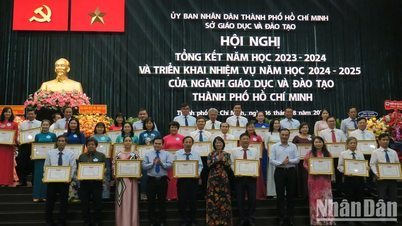 ỦY BAN NHÂN DÂN THÀNH PHỐ HỒ CHÍ MINH
SỞ GIÁO DỤC VÀ ĐÀO TẠO
HỘI NGHỊ
TỔNG KẾT NĂM HỌC 2023 - 2024
VÀ TRIỂN KHAI NHIỆM VỤ NĂM HỌC 2024 - 2025
CỦA NGÀNH GIÁO DỤC VÀ ĐÀO TẠO
THÀNH PHỐ HỒ CHÍ MINH
NhânDân